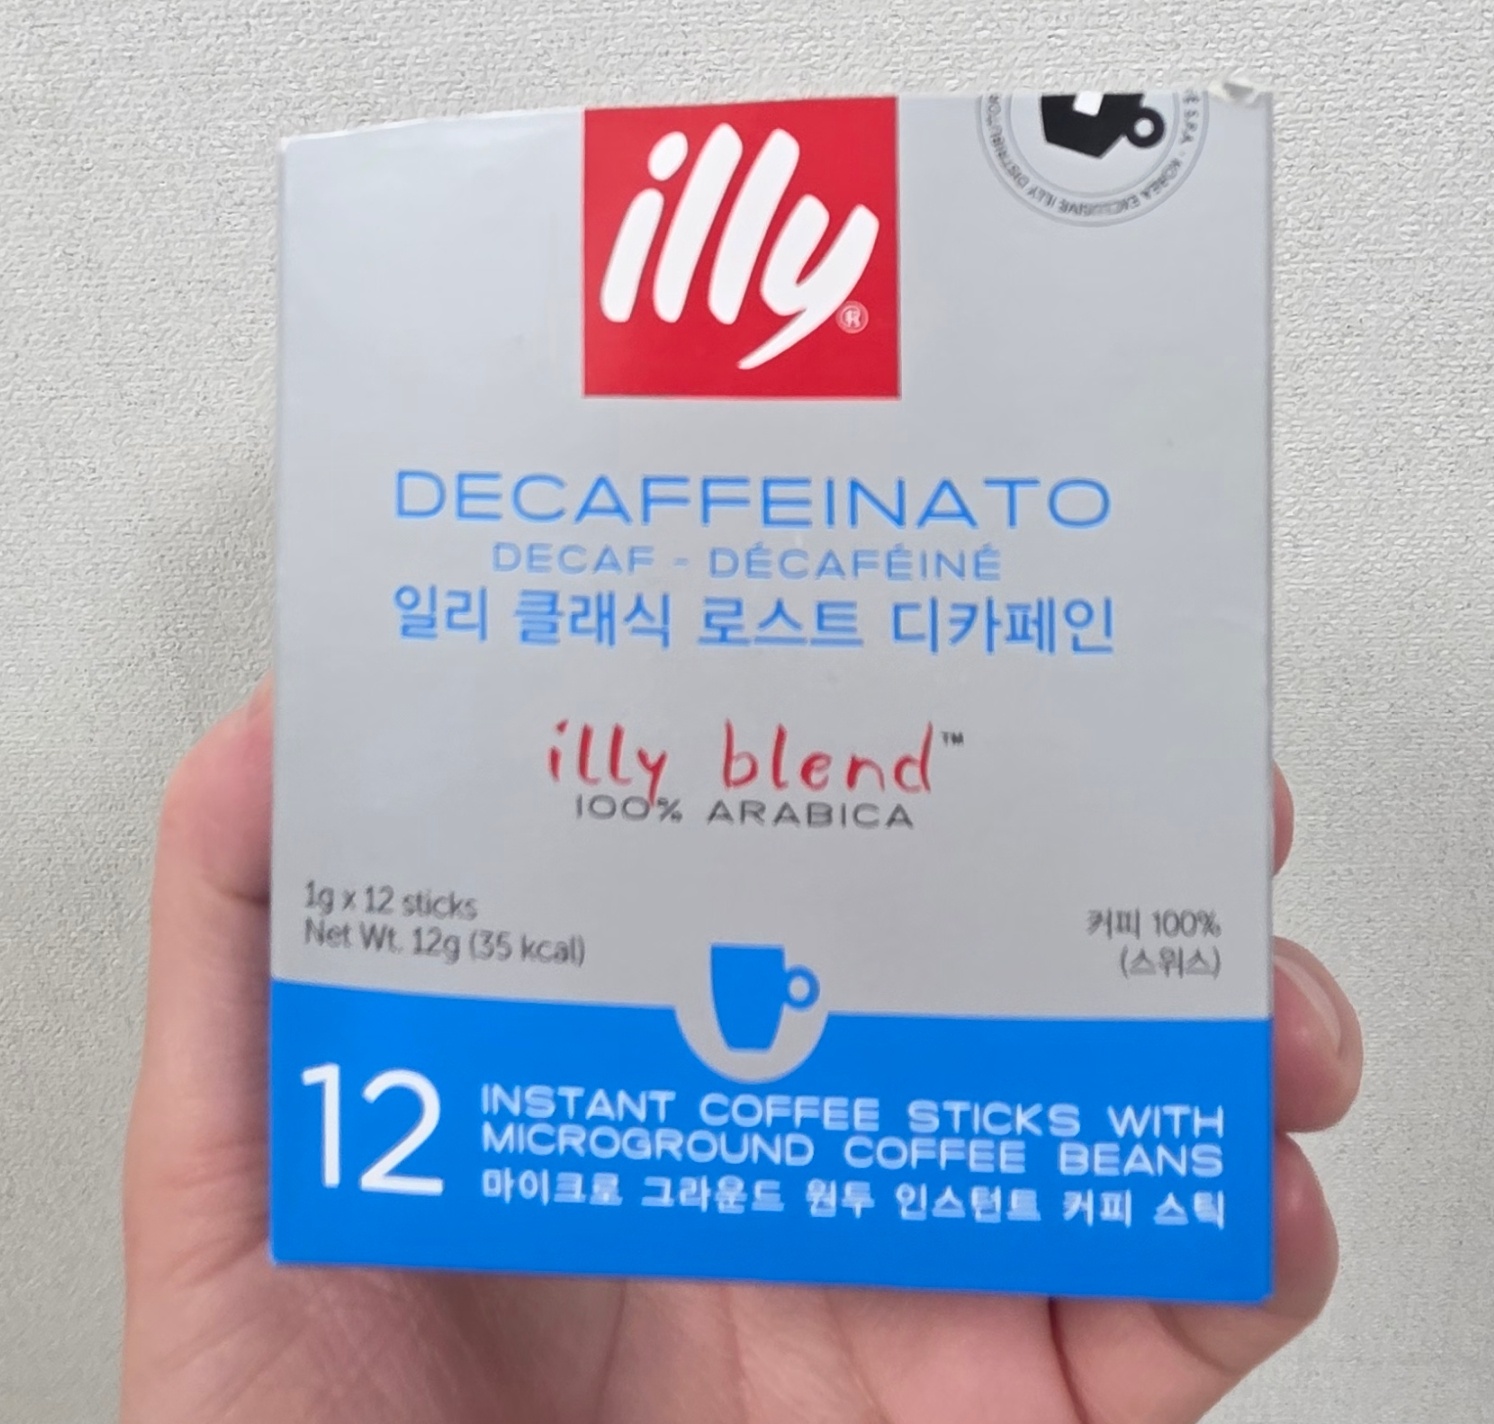 illy®
KOREA EXCLUSIVE ILLY
DECAFFEINATO
DECAF - DÉCAFÉINÉ
일리 클래식 로스트 디카페인
illy blend™
100% ARABICA
1g x 12 sticks
Net Wt. 12g (35 kcal)
커피 100%
(스위스)
12
INSTANT COFFEE STICKS WITH
MICROGROUND COFFEE BEANS
마이크로 그라운드 원두 인스턴트 커피 스틱